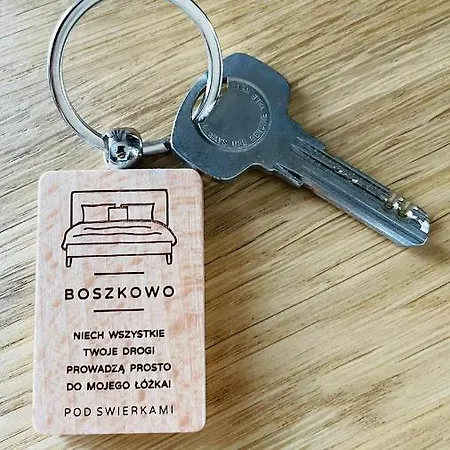 BOSZKOWO
NIECH WSZYSTKIE
TWOJE DROGI
PROWADZĄ PROSTO
DO MOJEGO ŁÓŻKA!
POD SWIERKAMI